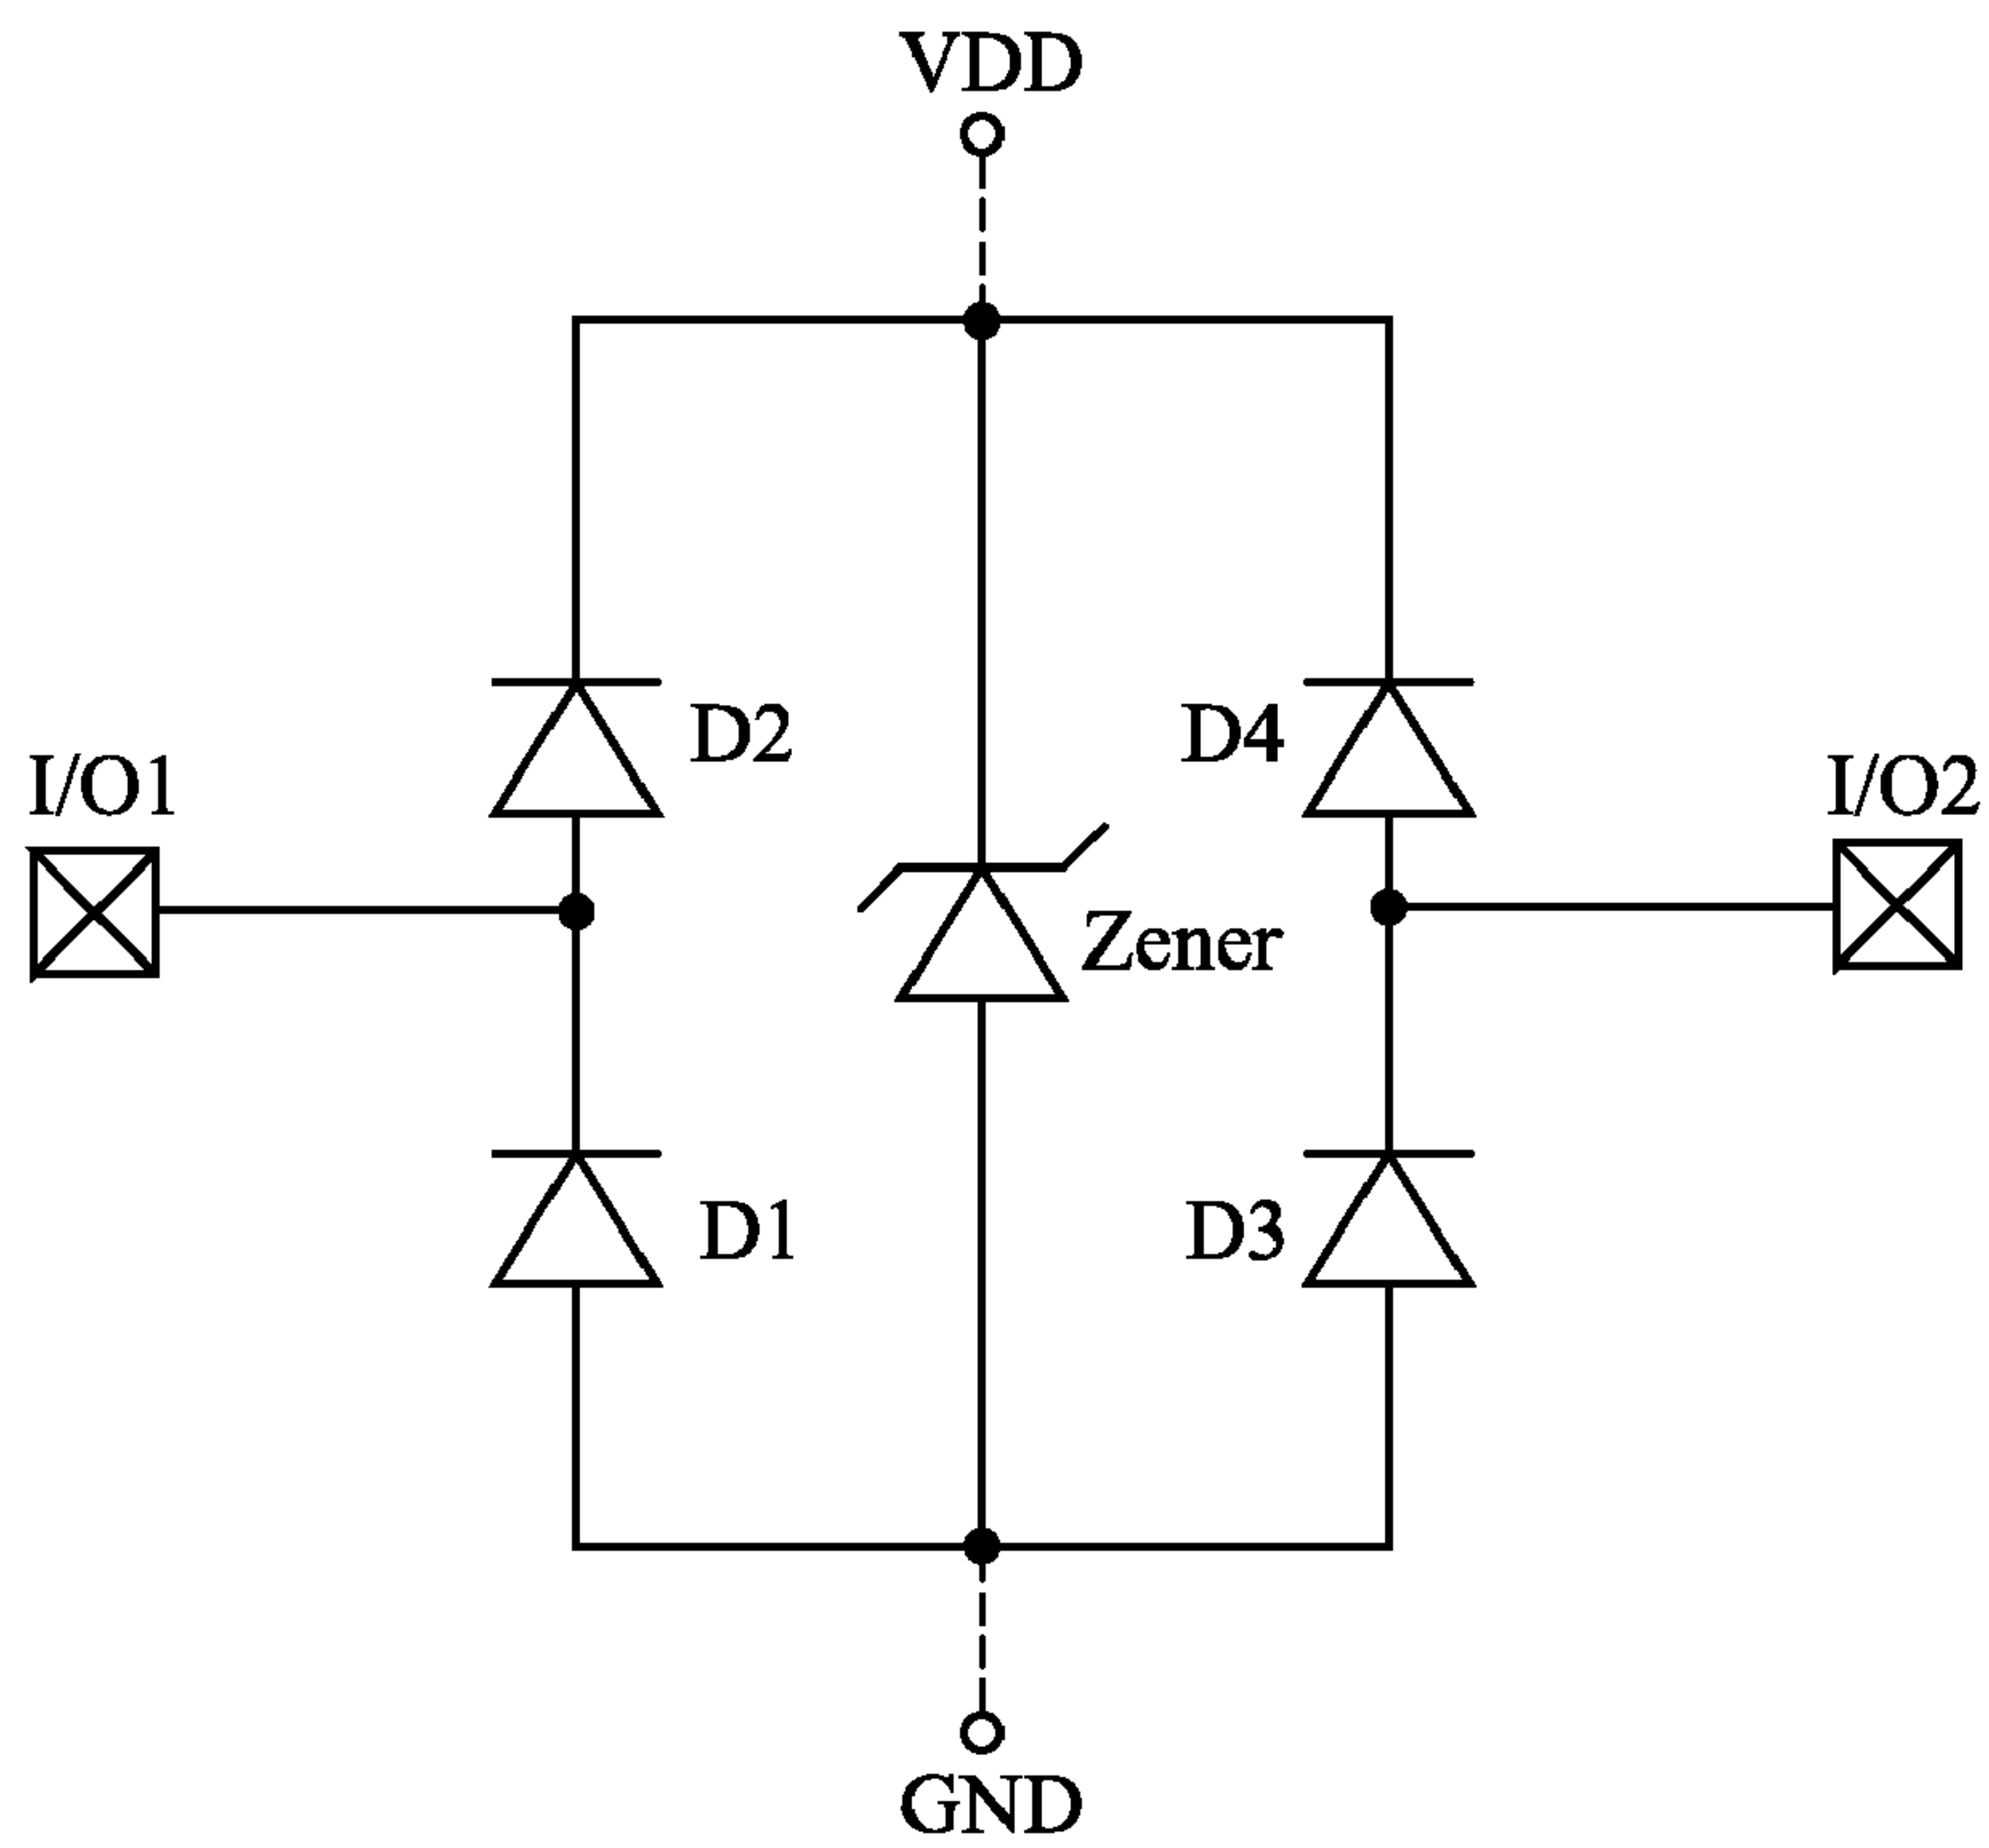 VDD
D2
D4
I/O1
I/O2
Zener
D1
D3
GND